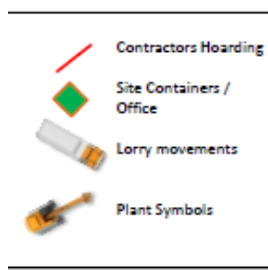 Contractors Hoarding
Site Containers /
Office
Lorry movements
Plant Symbols